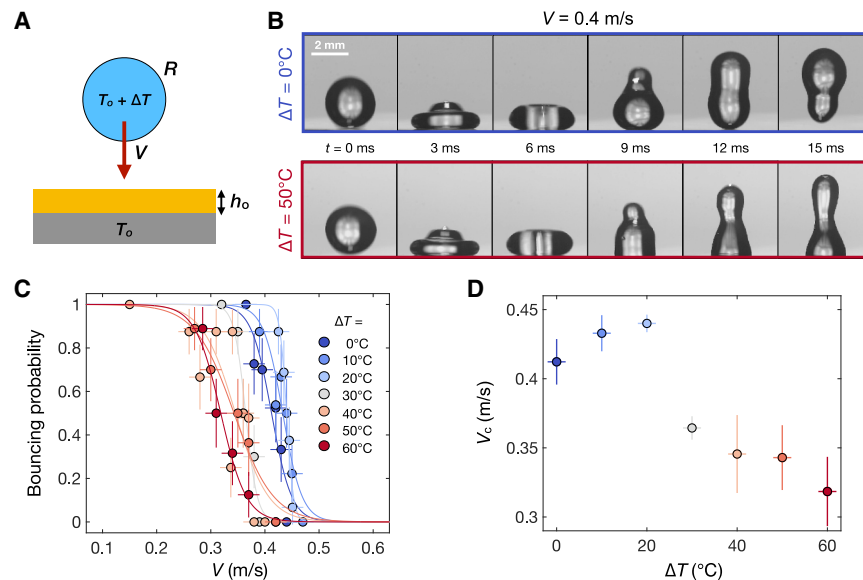 A
R
T₀ + ΔT
V
h₀
T₀
B
V = 0.4 m/s
ΔT = 0°C
2 mm
t = 0 ms 3 ms 6 ms 9 ms 12 ms 15 ms
ΔT = 50°C
C
Bouncing probability
1
0.8
0.6
0.4
0.2
0
0.1 0.2 0.3 0.4 0.5 0.6
V (m/s)
ΔT =
0°C
10°C
20°C
30°C
40°C
50°C
60°C
D
V_c (m/s)
0.45
0.4
0.35
0.3
0 20 40 60
ΔT (°C)